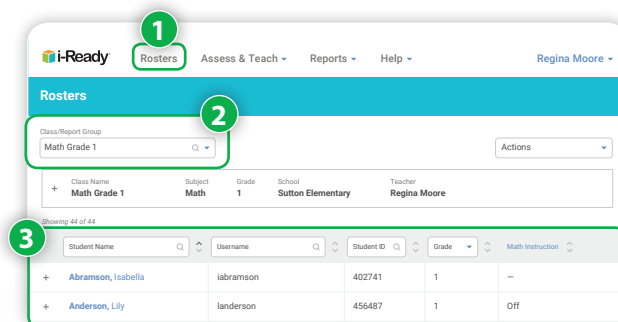 1
i-Ready Rosters Assess & Teach Reports Help Regina Moore
Rosters
2
Class/Report Group
Math Grade 1 Actions
Class Name Subject Grade School Teacher
+ Math Grade 1 Math 1 Sutton Elementary Regina Moore
Showing 44 of 44
3
Student Name Username Student ID Grade Math Instruction
+ Abramson, Isabella iabramson 402741 1 —
+ Anderson, Lily landerson 456487 1 Off